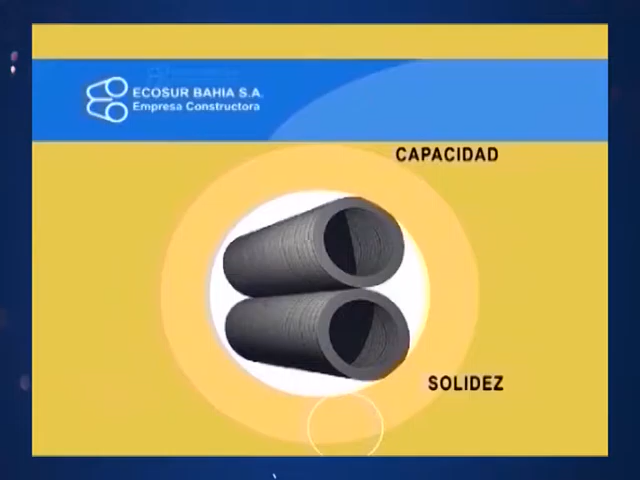 ECOSUR BAHIA S.A.
Empresa Constructora
CAPACIDAD
SOLIDEZ